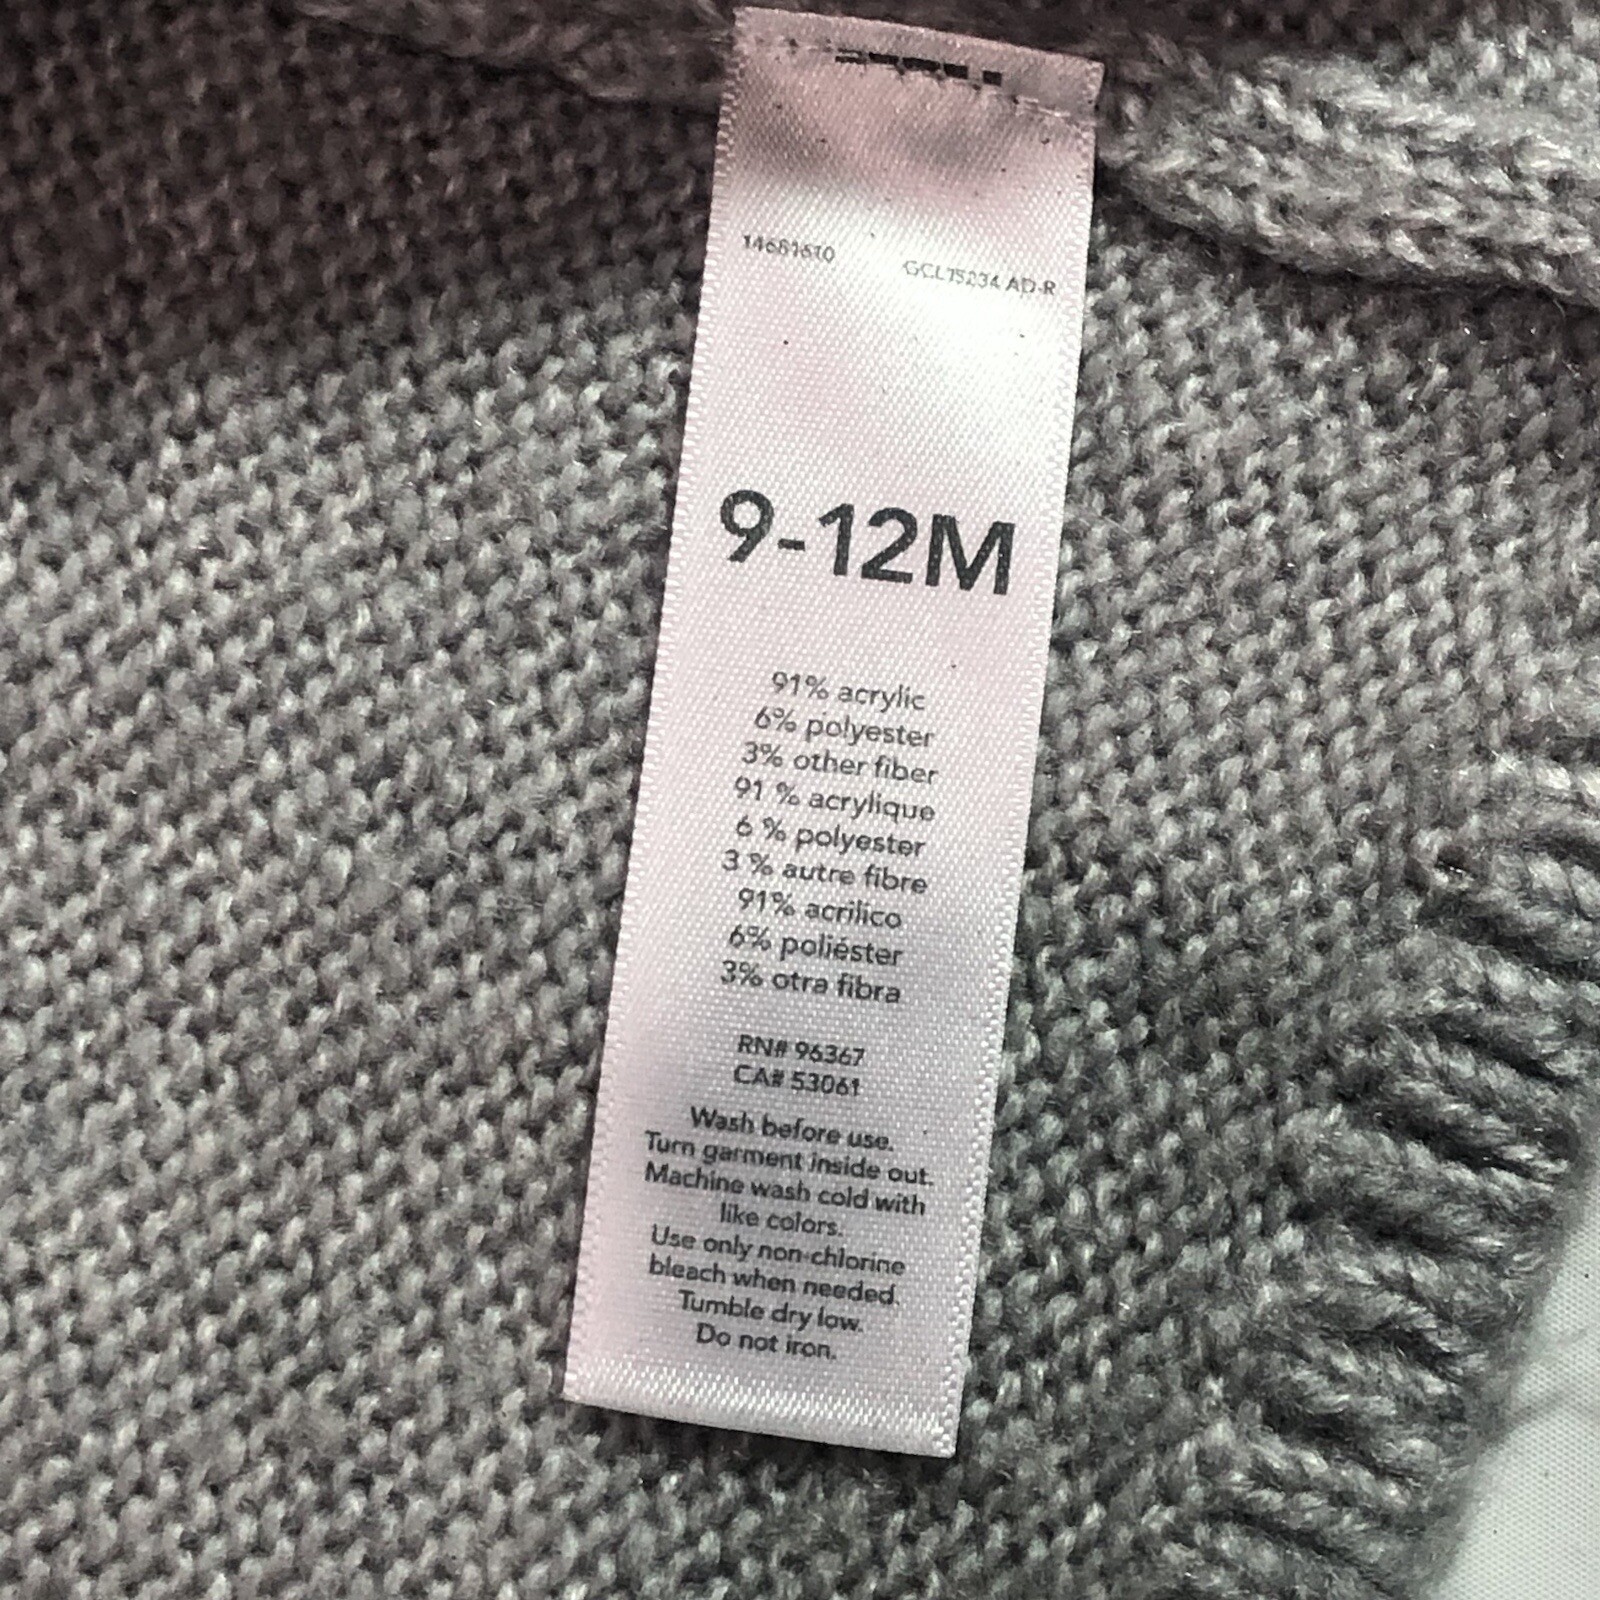 14681610 GCL15234 AD-R
9-12M
91% acrylic
6% polyester
3% other fiber
91 % acrylique
6 % polyester
3 % autre fibre
91% acrilico
6% poliéster
3% otra fibra
RN# 96367
CA# 53061
Wash before use.
Turn garment inside out.
Machine wash cold with
like colors.
Use only non-chlorine
bleach when needed.
Tumble dry low.
Do not iron.